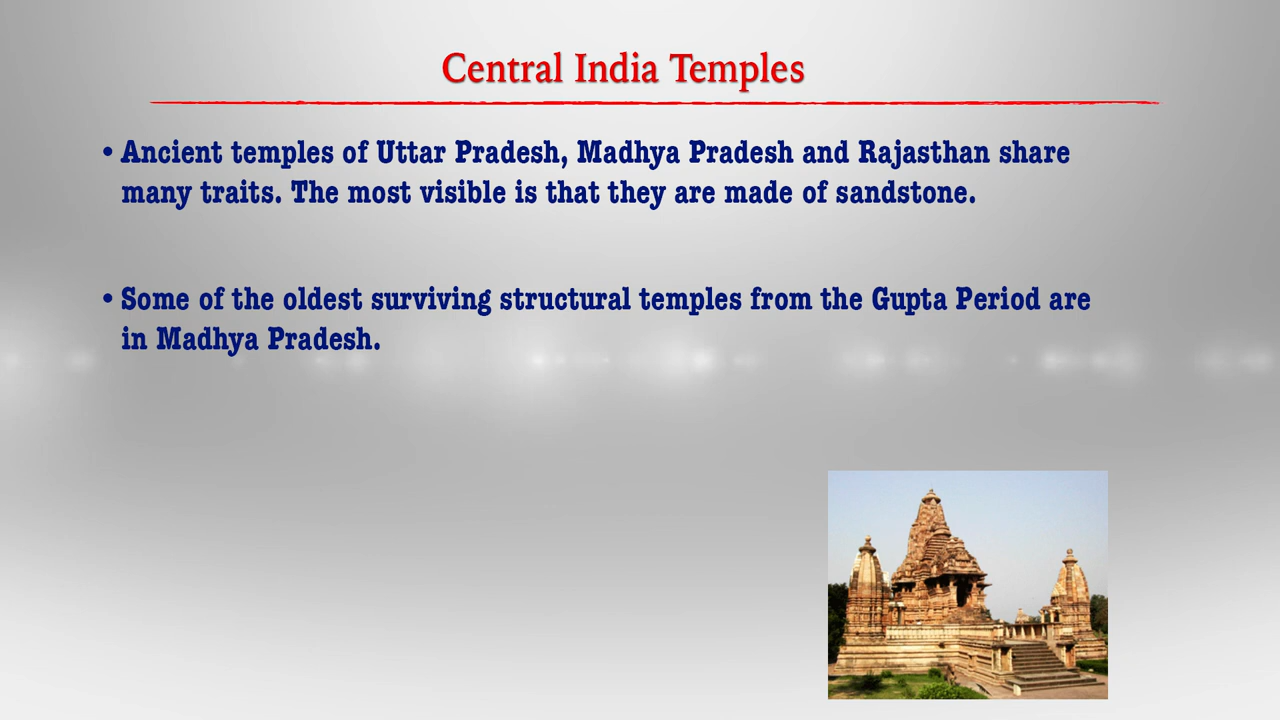 Central India Temples
• Ancient temples of Uttar Pradesh, Madhya Pradesh and Rajasthan share
many traits. The most visible is that they are made of sandstone.
• Some of the oldest surviving structural temples from the Gupta Period are
in Madhya Pradesh.